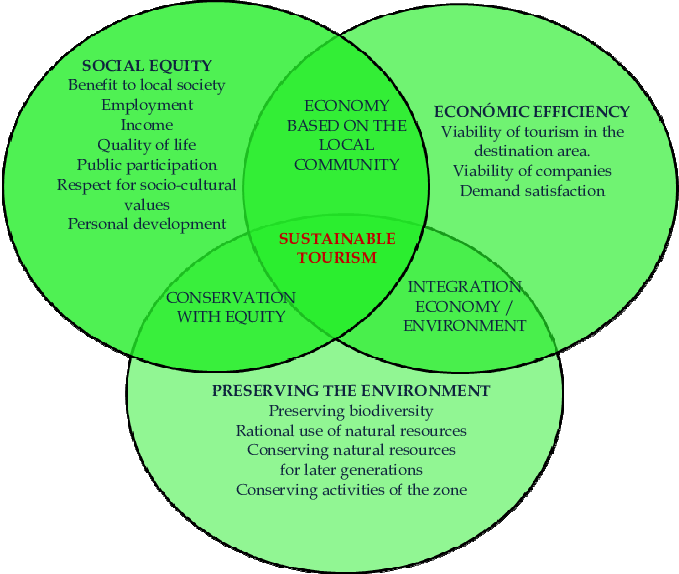 SOCIAL EQUITY
Benefit to local society
Employment
Income
Quality of life
Public participation
Respect for socio-cultural
values
Personal development
ECONOMY
BASED ON THE
LOCAL
COMMUNITY
ECONÓMIC EFFICIENCY
Viability of tourism in the
destination area.
Viability of companies
Demand satisfaction
SUSTAINABLE
TOURISM
CONSERVATION
WITH EQUITY
INTEGRATION
ECONOMY /
ENVIRONMENT
PRESERVING THE ENVIRONMENT
Preserving biodiversity
Rational use of natural resources
Conserving natural resources
for later generations
Conserving activities of the zone